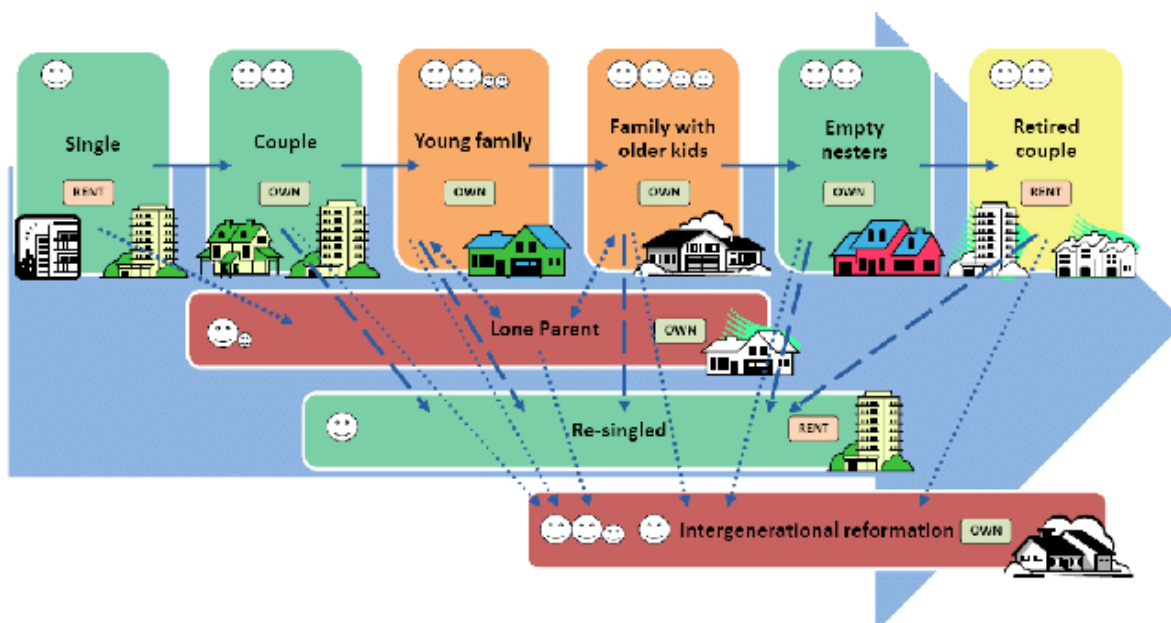 Single
RENT
Couple
OWN
Young family
OWN
Family with
older kids
OWN
Empty
nesters
OWN
Retired
couple
RENT
Lone Parent
OWN
Re-singled
RENT
Intergenerational reformation
OWN